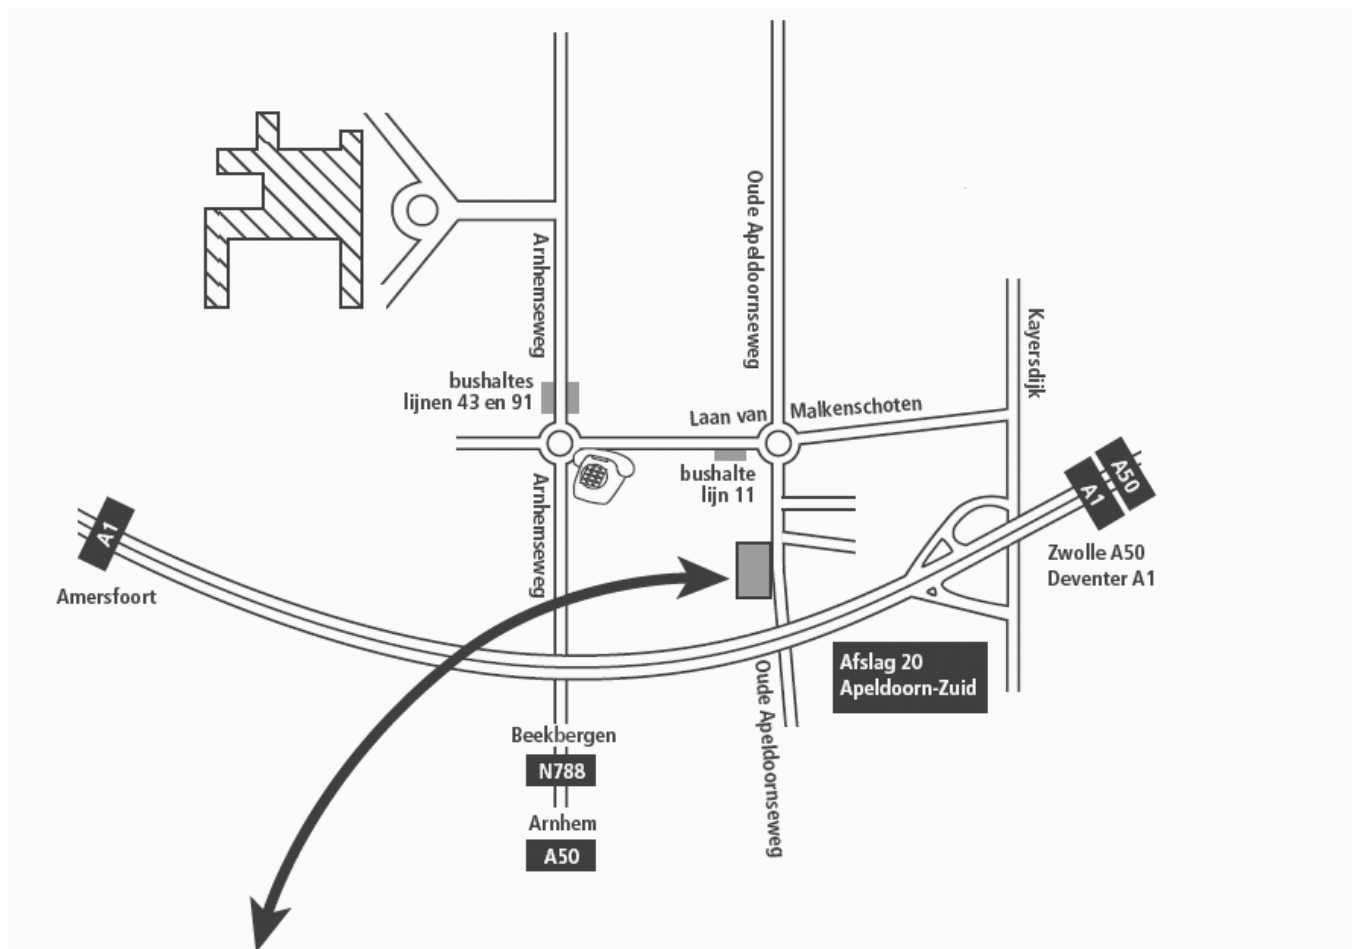 Oude Apeldoornseweg
Arnhemseweg
Kayersdijk
bushaltes
lijnen 43 en 91
Laan van Malkenschoten
bushalte
lijn 11
Arnhemseweg
A1
Amersfoort
A1
A50
Zwolle A50
Deventer A1
Afslag 20
Apeldoorn-Zuid
Oude Apeldoornseweg
Beekbergen
N788
Arnhem
A50